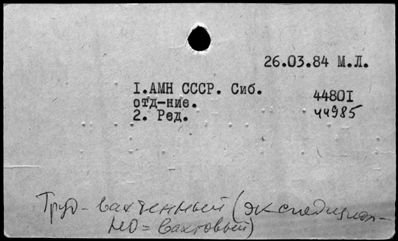 26.03.84 М.Л.
I.АМН СССР. Сиб.
отд-ние.
2. Ред.
44801
44985
Труд - вахтенный (экспедицион-
но = вахтовый)